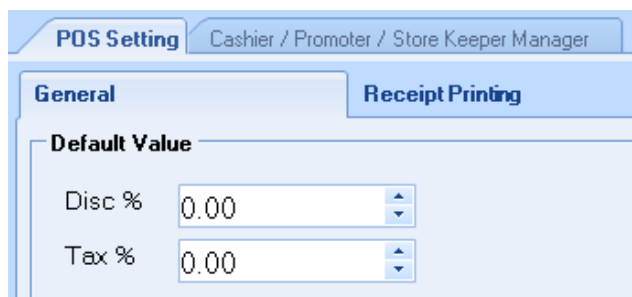 POS Setting Cashier / Promoter / Store Keeper Manager
General Receipt Printing
Default Value
Disc % 0.00
Tax % 0.00